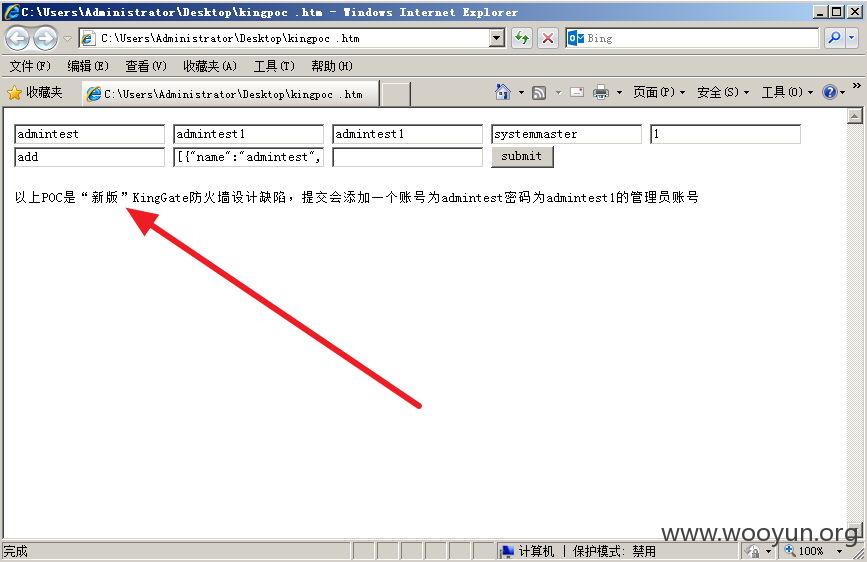 C:\Users\Administrator\Desktop\kingpoc .htm - Windows Internet Explorer
C:\Users\Administrator\Desktop\kingpoc .htm Bing
文件(F) 编辑(E) 查看(V) 收藏夹(A) 工具(T) 帮助(H)
收藏夹 C:\Users\Administrator\Desktop\kingpoc .htm 页面(P) 安全(S) 工具(O)
admintest admintest1 admintest1 systemmaster 1
add [{"name":"admintest", submit
以上POC是“新版”KingGate防火墙设计缺陷，提交会添加一个账号为admintest密码为admintest1的管理员账号
www.wooyun.org
完成 计算机 | 保护模式: 禁用 100%